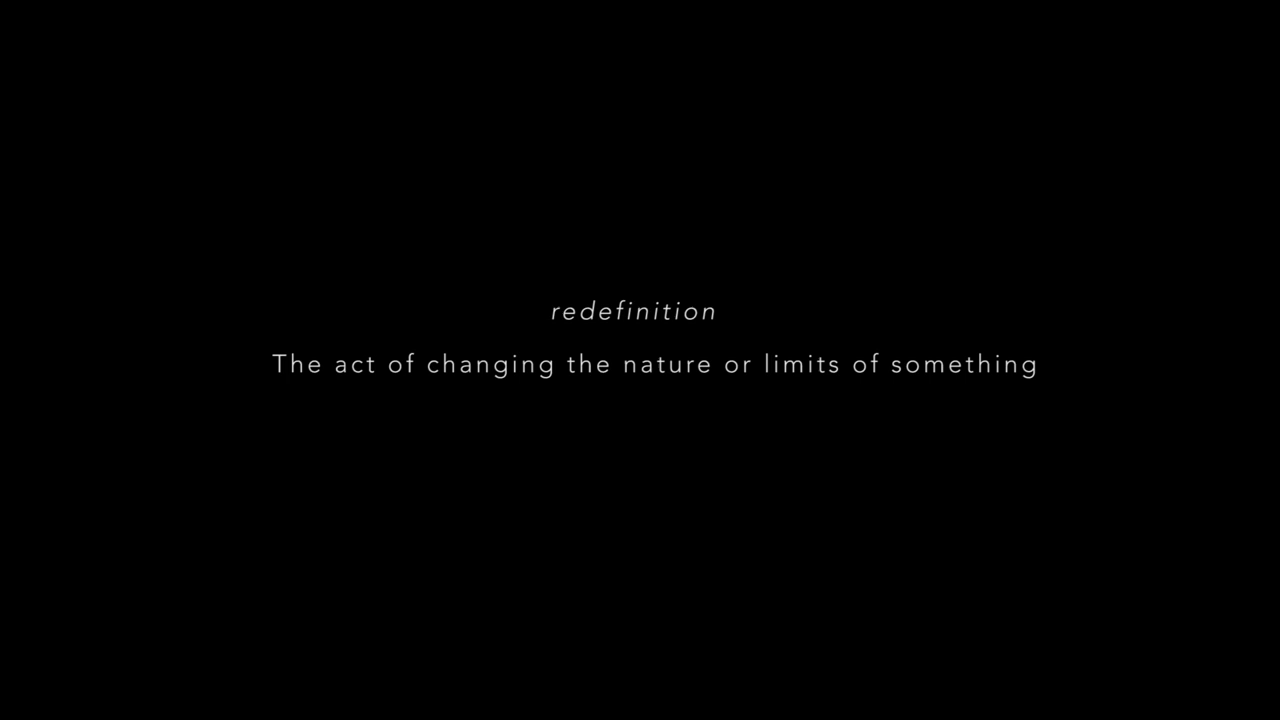 redefinition
The act of changing the nature or limits of something